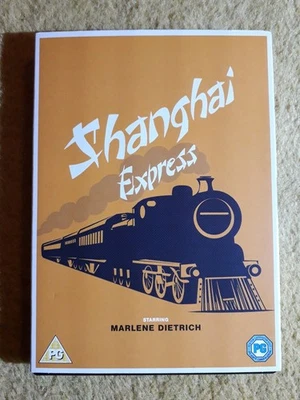 Shanghai
Express
STARRING
MARLENE DIETRICH
PG
PG